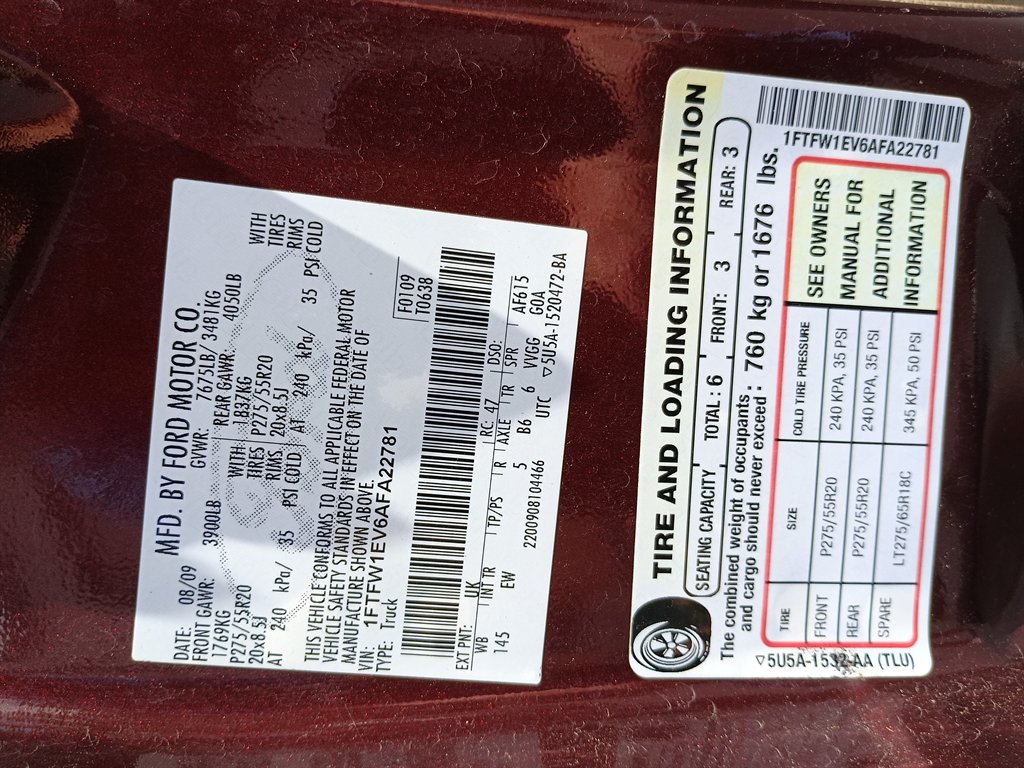 MFD. BY FORD MOTOR CO.
DATE: 08/09 GVWR: 7675LB/ 3481KG
FRONT GAWR: 3900LB REAR GAWR: 4050LB
1769KG WITH 1837KG WITH
P275/55R20 TIRES P275/55R20 TIRES
20x8.5J RIMS, 20x8.5J RIMS
AT 240 kPa/ 35 PSI COLD AT 240 kPa/ 35 PSI COLD
THIS VEHICLE CONFORMS TO ALL APPLICABLE FEDERAL MOTOR
VEHICLE SAFETY STANDARDS IN EFFECT ON THE DATE OF
MANUFACTURE SHOWN ABOVE.
VIN: 1FTFW1EV6AFA22781 F0109
TYPE: Truck T0638
EXT PNT: UK RC: 47 DSO:
WB INT TR TP/PS R AXLE TR SPR AF615
145 EW 5 B6 6 WGG GOA
2200908104466 UTC ▽5U5A-1520472-BA
TIRE AND LOADING INFORMATION
SEATING CAPACITY TOTAL : 6 FRONT: 3 REAR: 3
The combined weight of occupants
and cargo should never exceed : 760 kg or 1676 lbs.
TIRE SIZE COLD TIRE PRESSURE
FRONT P275/55R20 240 KPA, 35 PSI
REAR P275/55R20 240 KPA, 35 PSI
SPARE LT275/65R18C 345 KPA, 50 PSI
SEE OWNERS
MANUAL FOR
ADDITIONAL
INFORMATION
1FTFW1EV6AFA22781
▽5U5A-1532-AA (TLU)